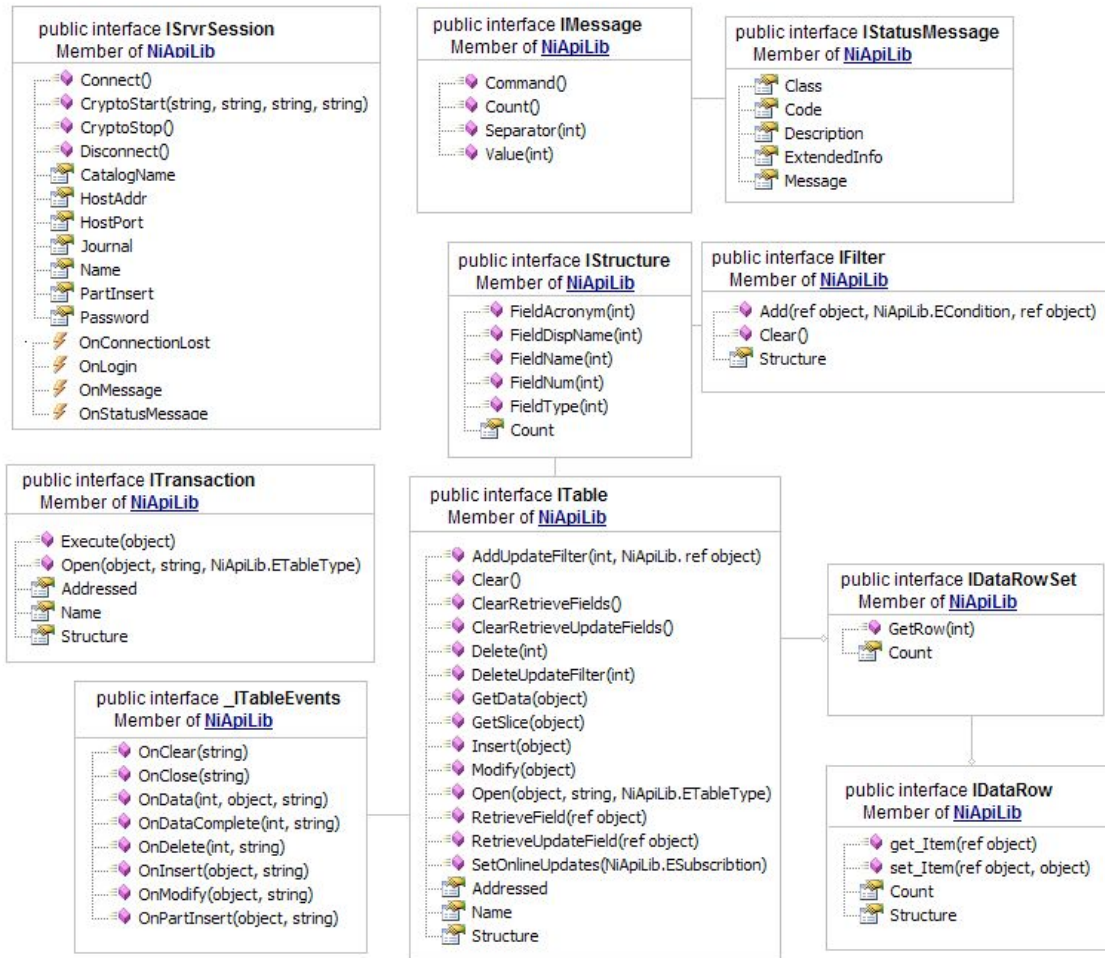 public interface ISrvrSession
Member of NiApiLib
Connect()
CryptoStart(string, string, string, string)
CryptoStop()
Disconnect()
CatalogName
HostAddr
HostPort
Journal
Name
PartInsert
Password
OnConnectionLost
OnLogin
OnMessage
OnStatusMessage
public interface IMessage
Member of NiApiLib
Command()
Count()
Separator(int)
Value(int)
public interface IStatusMessage
Member of NiApiLib
Class
Code
Description
ExtendedInfo
Message
public interface IStructure
Member of NiApiLib
FieldAcronym(int)
FieldDispName(int)
FieldName(int)
FieldNum(int)
FieldType(int)
Count
public interface IFilter
Member of NiApiLib
Add(ref object, NiApiLib.ECondition, ref object)
Clear()
Structure
public interface ITransaction
Member of NiApiLib
Execute(object)
Open(object, string, NiApiLib.ETableType)
Addressed
Name
Structure
public interface ITable
Member of NiApiLib
AddUpdateFilter(int, NiApiLib. ref object)
Clear()
ClearRetrieveFields()
ClearRetrieveUpdateFields()
Delete(int)
DeleteUpdateFilter(int)
GetData(object)
GetSlice(object)
Insert(object)
Modify(object)
Open(object, string, NiApiLib.ETableType)
RetrieveField(ref object)
RetrieveUpdateField(ref object)
SetOnlineUpdates(NiApiLib.ESubscribtion)
Addressed
Name
Structure
public interface IDataRowSet
Member of NiApiLib
GetRow(int)
Count
public interface _ITableEvents
Member of NiApiLib
OnClear(string)
OnClose(string)
OnData(int, object, string)
OnDataComplete(int, string)
OnDelete(int, string)
OnInsert(object, string)
OnModify(object, string)
OnPartInsert(object, string)
public interface IDataRow
Member of NiApiLib
get_Item(ref object)
set_Item(ref object, object)
Count
Structure